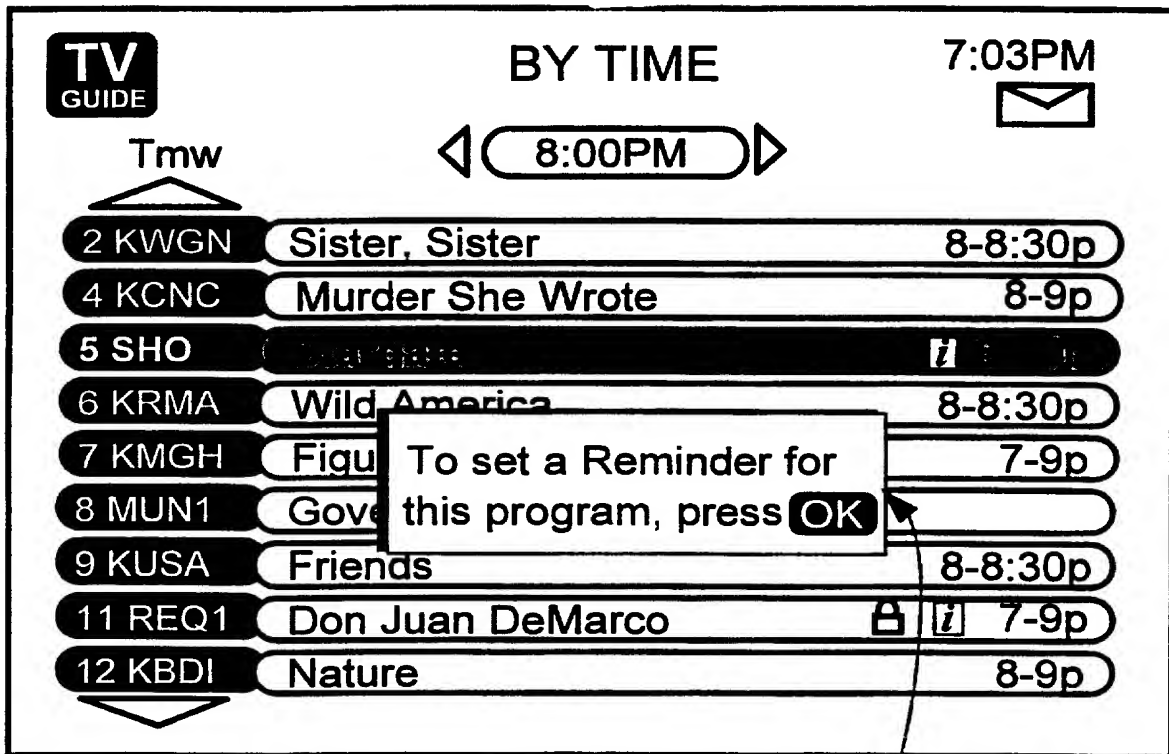 TV
GUIDE
BY TIME
7:03PM
Tmw
8:00PM
2 KWGN Sister, Sister 8-8:30p
4 KCNC Murder She Wrote 8-9p
5 SHO i
6 KRMA Wild America 8-8:30p
7 KMGH Figu 7-9p
8 MUN1 Gove
To set a Reminder for
this program, press OK
9 KUSA Friends 8-8:30p
11 REQ1 Don Juan DeMarco i 7-9p
12 KBDI Nature 8-9p